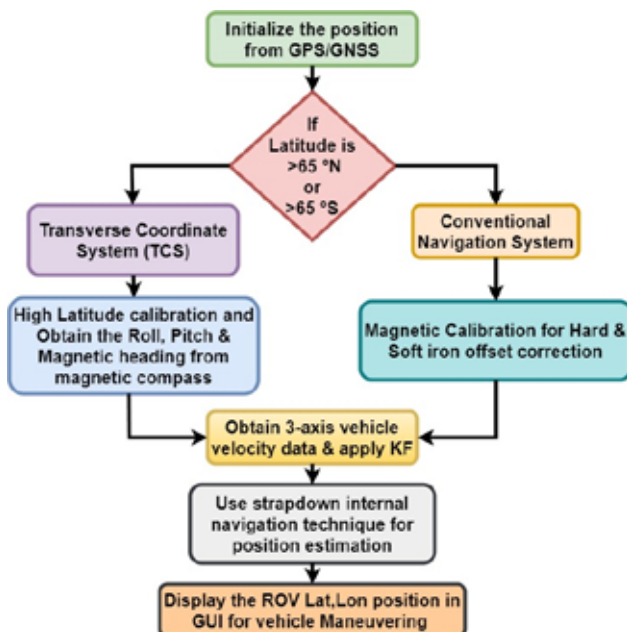 Initialize the position
from GPS/GNSS
If
Latitude is
>65 ºN
or
>65 ºS
Transverse Coordinate
System (TCS)
Conventional
Navigation System
High Latitude calibration and
Obtain the Roll, Pitch &
Magnetic heading from
magnetic compass
Magnetic Calibration for Hard &
Soft iron offset correction
Obtain 3-axis vehicle
velocity data & apply KF
Use strapdown internal
navigation technique for
position estimation
Display the ROV Lat,Lon position in
GUI for vehicle Maneuvering